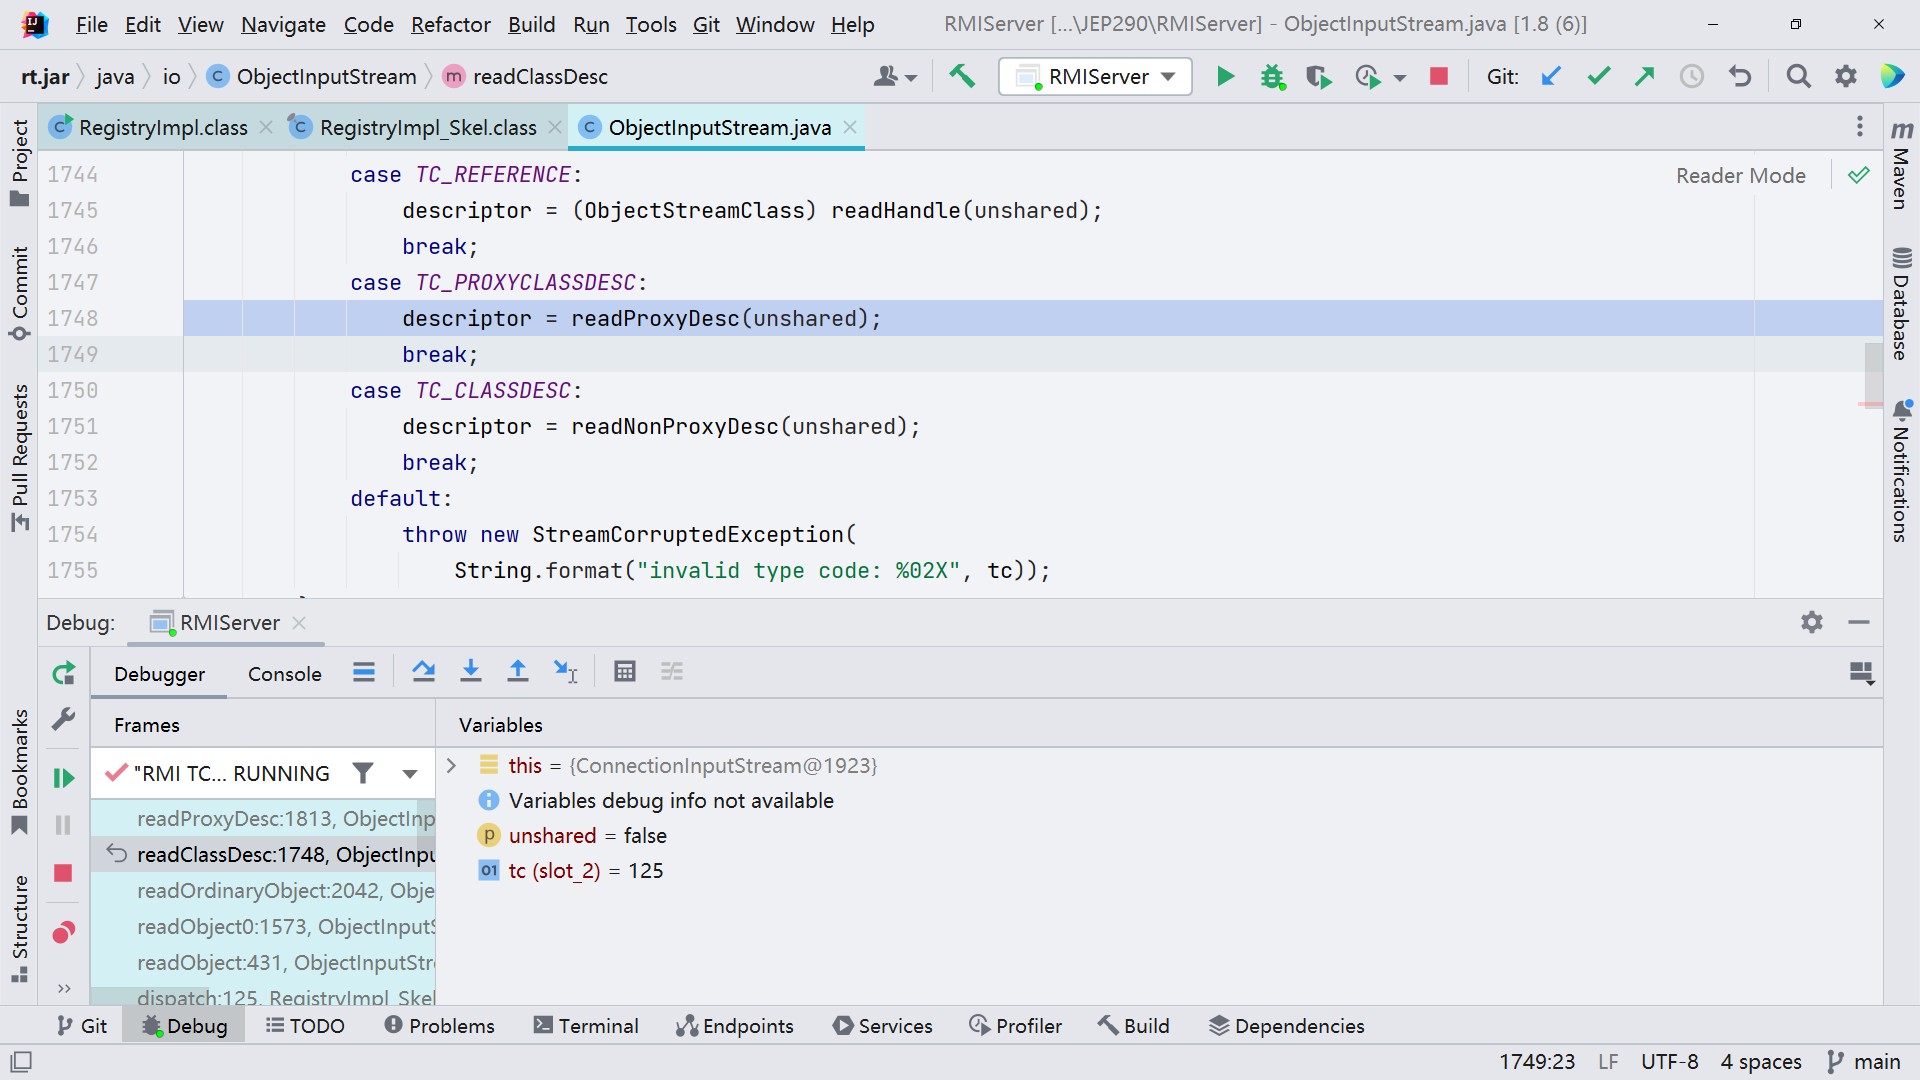 File Edit View Navigate Code Refactor Build Run Tools Git Window Help RMIServer [...\JEP290\RMIServer] - ObjectInputStream.java [1.8 (6)]
rt.jar java io C ObjectInputStream m readClassDesc RMIServer Git:
RegistryImpl.class RegistryImpl_Skel.class ObjectInputStream.java
Reader Mode
1744 case TC_REFERENCE:
1745 descriptor = (ObjectStreamClass) readHandle(unshared);
1746 break;
1747 case TC_PROXYCLASSDESC:
1748 descriptor = readProxyDesc(unshared);
1749 break;
1750 case TC_CLASSDESC:
1751 descriptor = readNonProxyDesc(unshared);
1752 break;
1753 default:
1754 throw new StreamCorruptedException(
1755 String.format("invalid type code: %02X", tc));
Project
Commit
Pull Requests
Bookmarks
Structure
Maven
Database
Notifications
Debug: RMIServer
Debugger Console
Frames Variables
"RMI TC... RUNNING
readProxyDesc:1813, ObjectInp
readClassDesc:1748, ObjectInpu
readOrdinaryObject:2042, Obje
readObject0:1573, ObjectInputS
readObject:431, ObjectInputStr
dispatch:125, RegistryImpl_Skel
this = {ConnectionInputStream@1923}
Variables debug info not available
unshared = false
tc (slot_2) = 125
Git Debug TODO Problems Terminal Endpoints Services Profiler Build Dependencies
1749:23 LF UTF-8 4 spaces main